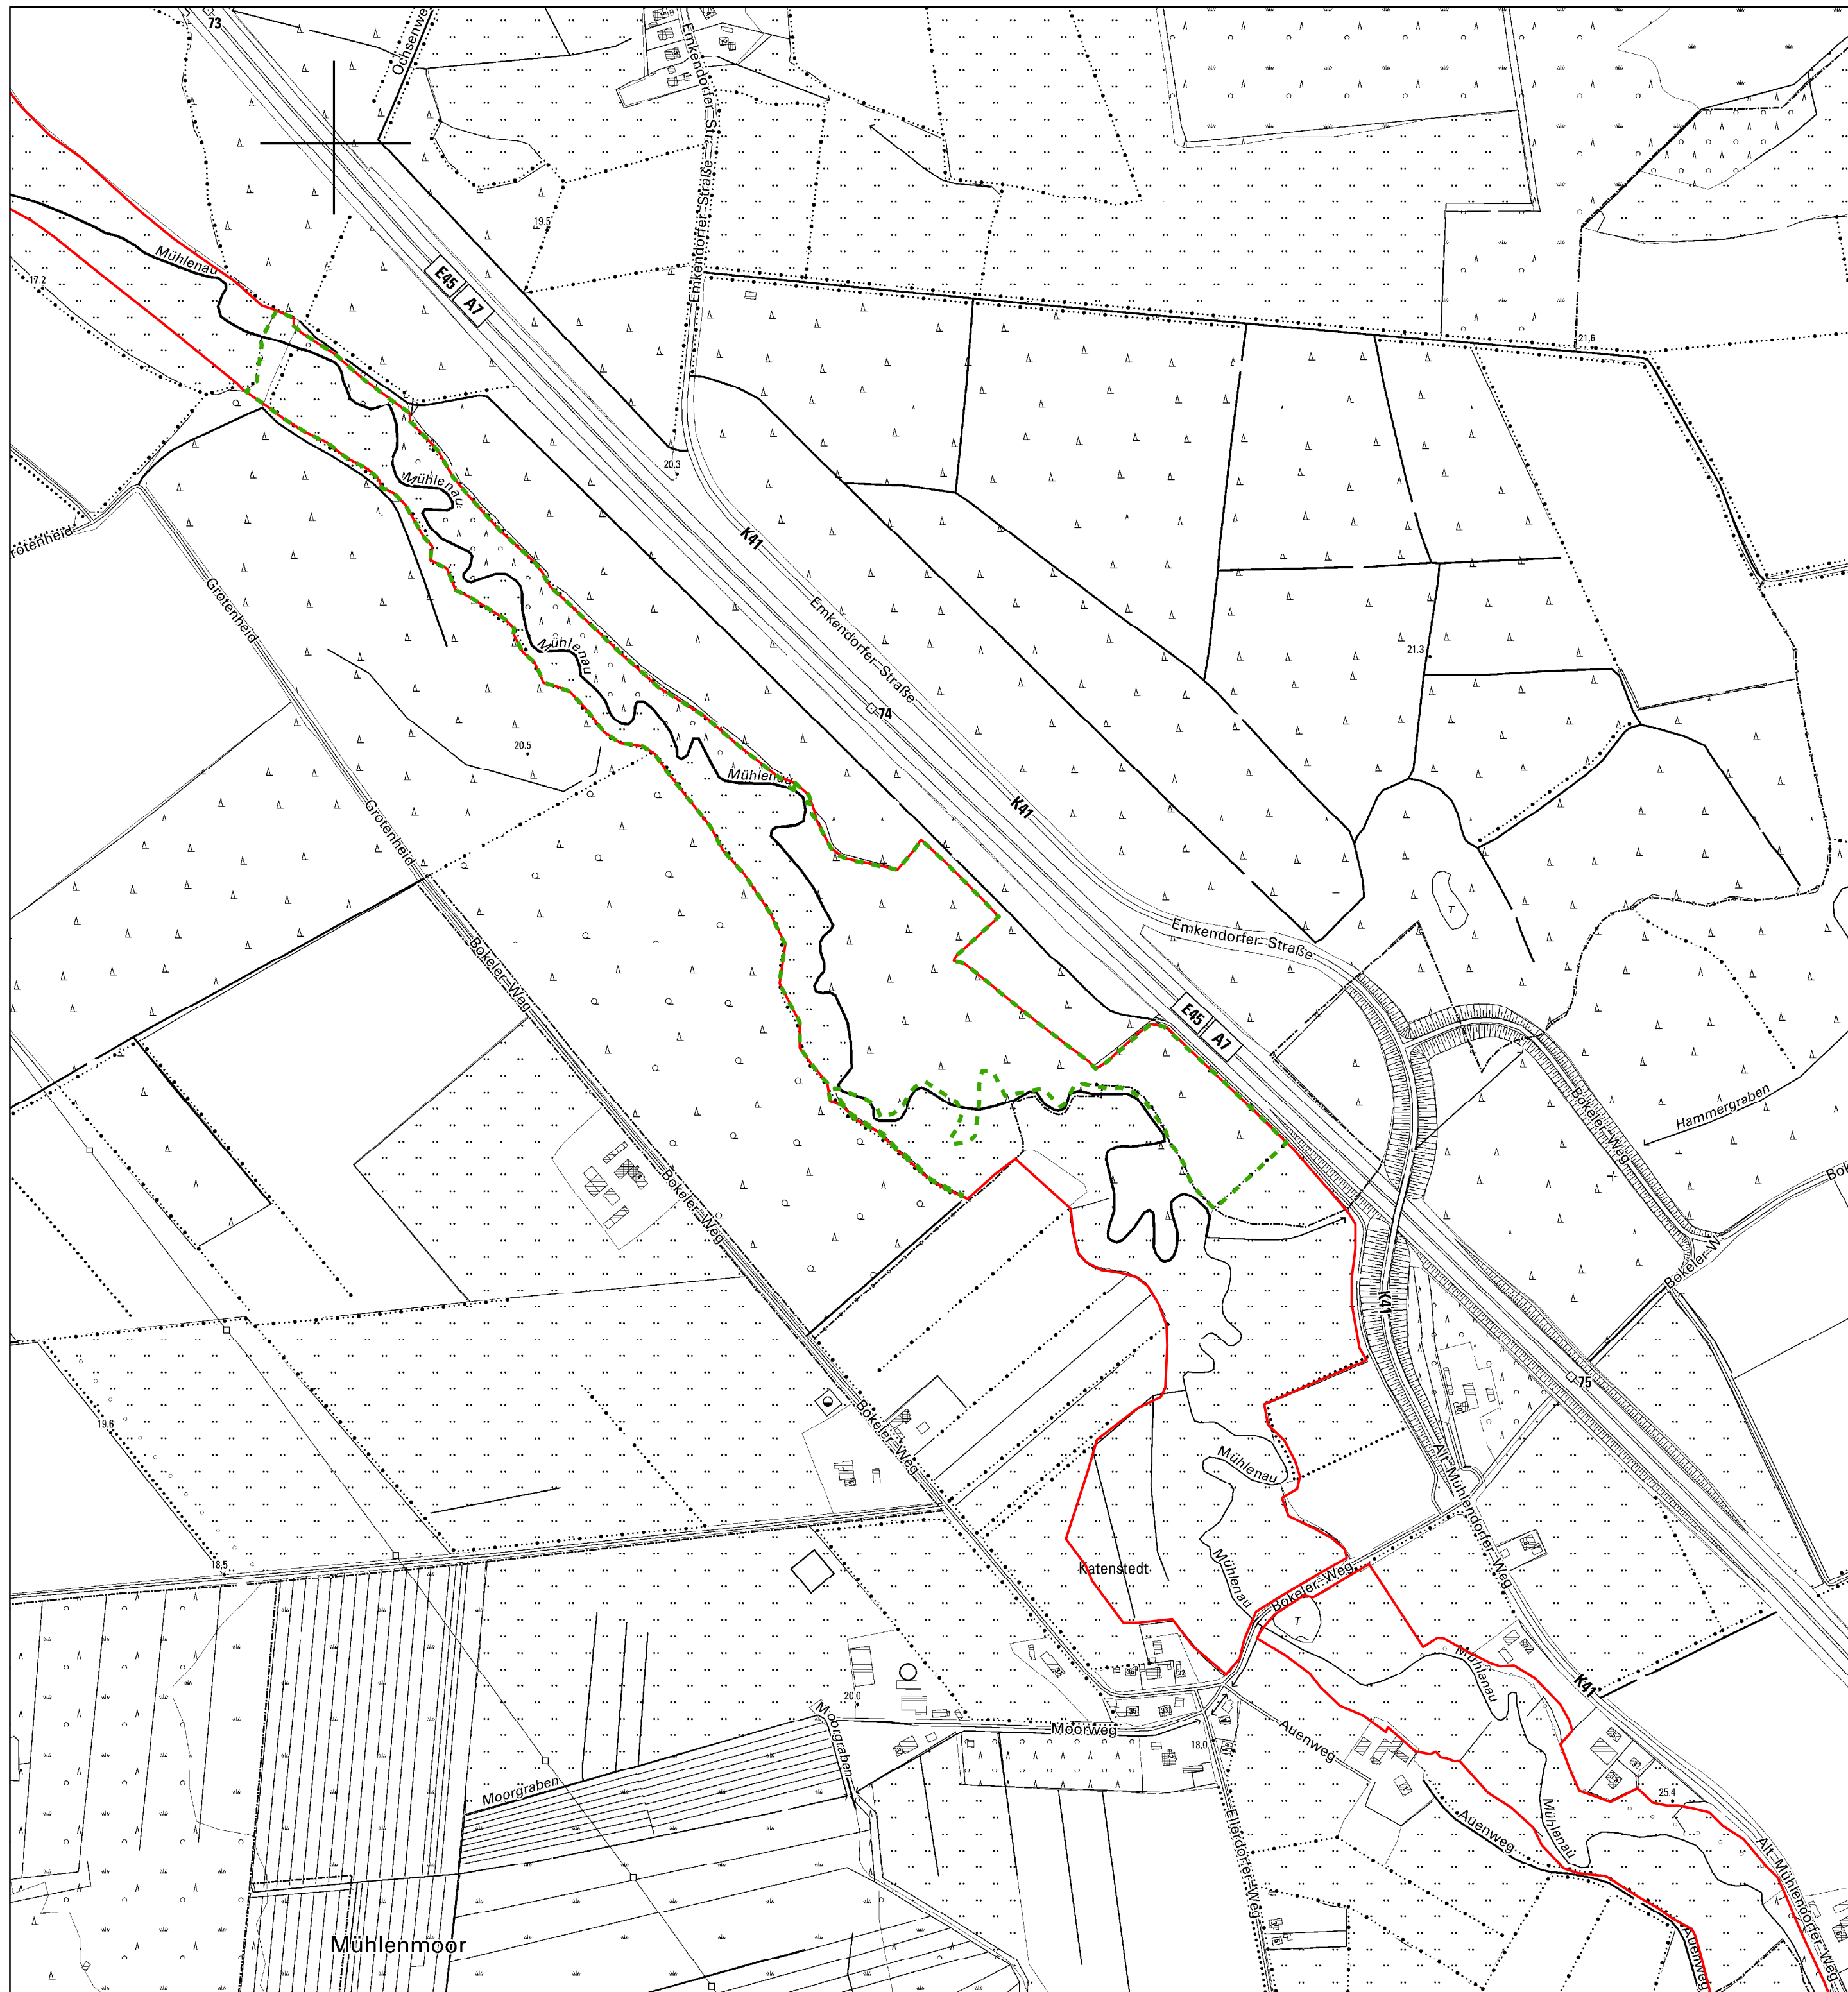 73
Ochsenwe
Emkendorfer-Straße
Emkendorfer-Straße
19.5
Mühlenau
17.2
E45
A7
21,6
20.3
Mühlenau
rotenheid
K41
Grotenheid
Emkendorfer-Straße
Mühlenau
21.3
74
20.5
Mühlenau
K41
Grotenheid
T
Emkendorfer-Straße
Bokeler-Weg
E45
A7
Bokeler-Weg
Hammergraben
Bokeler-Weg
Bok
Bokeler-W
K41
75
19.6
Bokeler-Weg
Mühlenau
Alt-Mühlendorfer-Weg
18.5
Katenstedt
Mühlenau
Bokeler-Weg
T
Mühlenau
K41
20.0
Moorgraben
Moorweg
Auenweg
18,0
Moorgraben
25.4
Mühlenau
Auenweg
Ellerdorfer-Weg
Alt-Mühlendorfer-Weg
Mühlenmoor
Auenweg